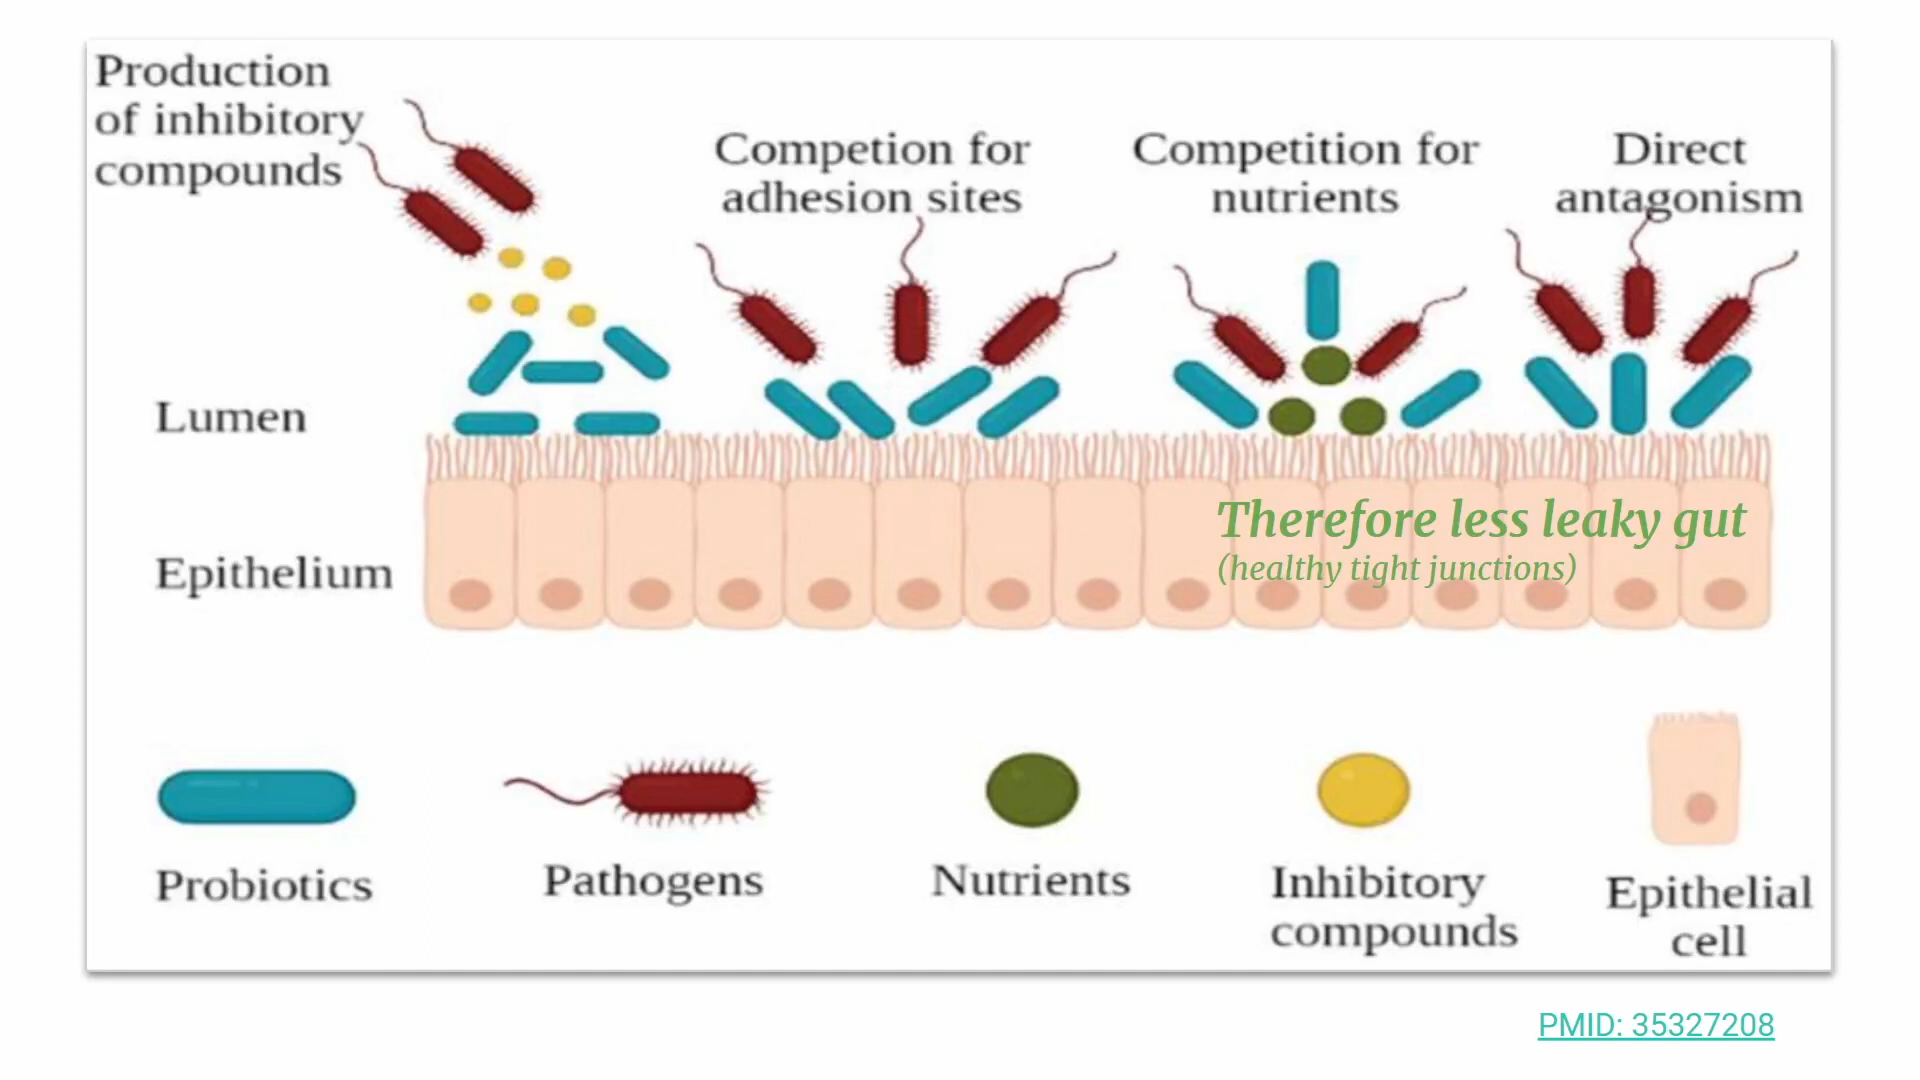 Production
of inhibitory
compounds
Competion for
adhesion sites
Competition for
nutrients
Direct
antagonism
Lumen
Therefore less leaky gut
(healthy tight junctions)
Epithelium
Probiotics
Pathogens
Nutrients
Inhibitory
compounds
Epithelial
cell
PMID: 35327208